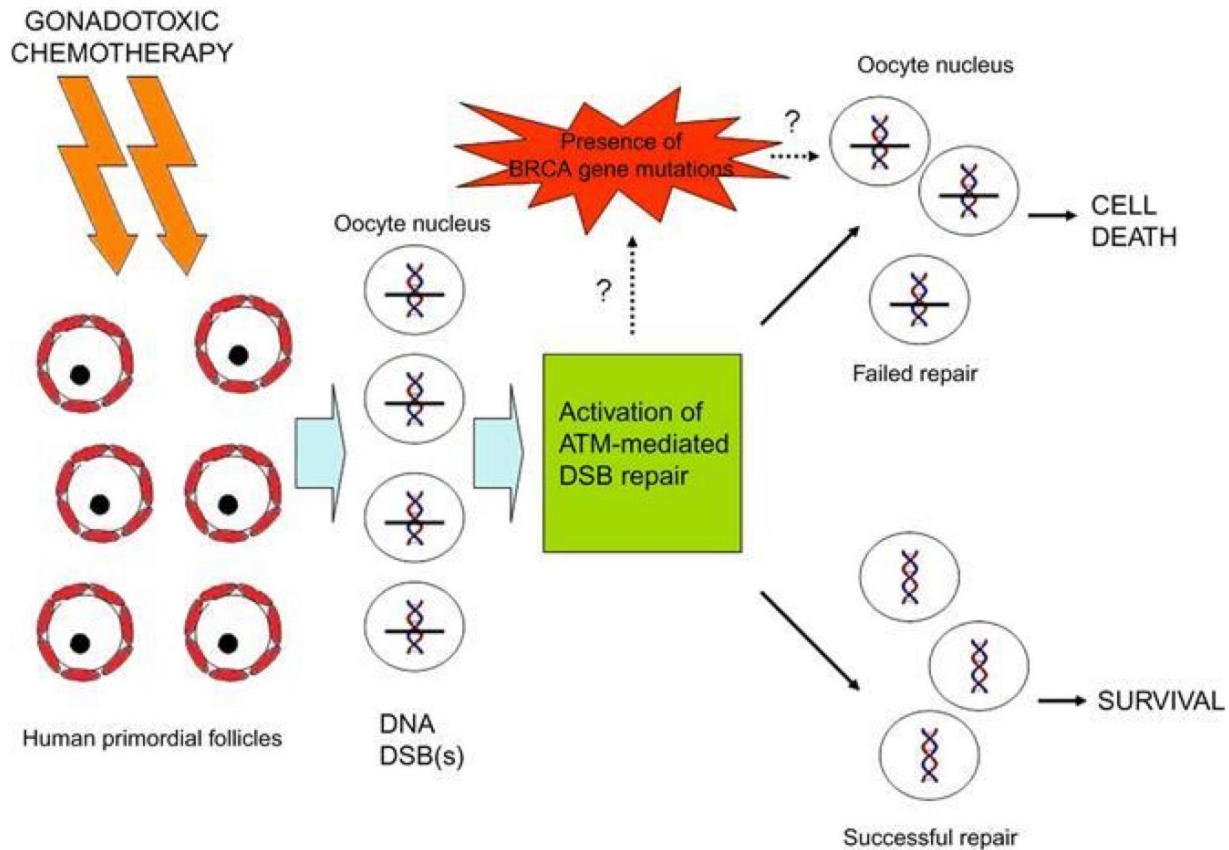 GONADOTOXIC
CHEMOTHERAPY
Oocyte nucleus
?
Presence of
BRCA gene mutations
Oocyte nucleus
CELL
DEATH
?
Failed repair
Activation of
ATM-mediated
DSB repair
Human primordial follicles
DNA
DSB(s)
SURVIVAL
Successful repair